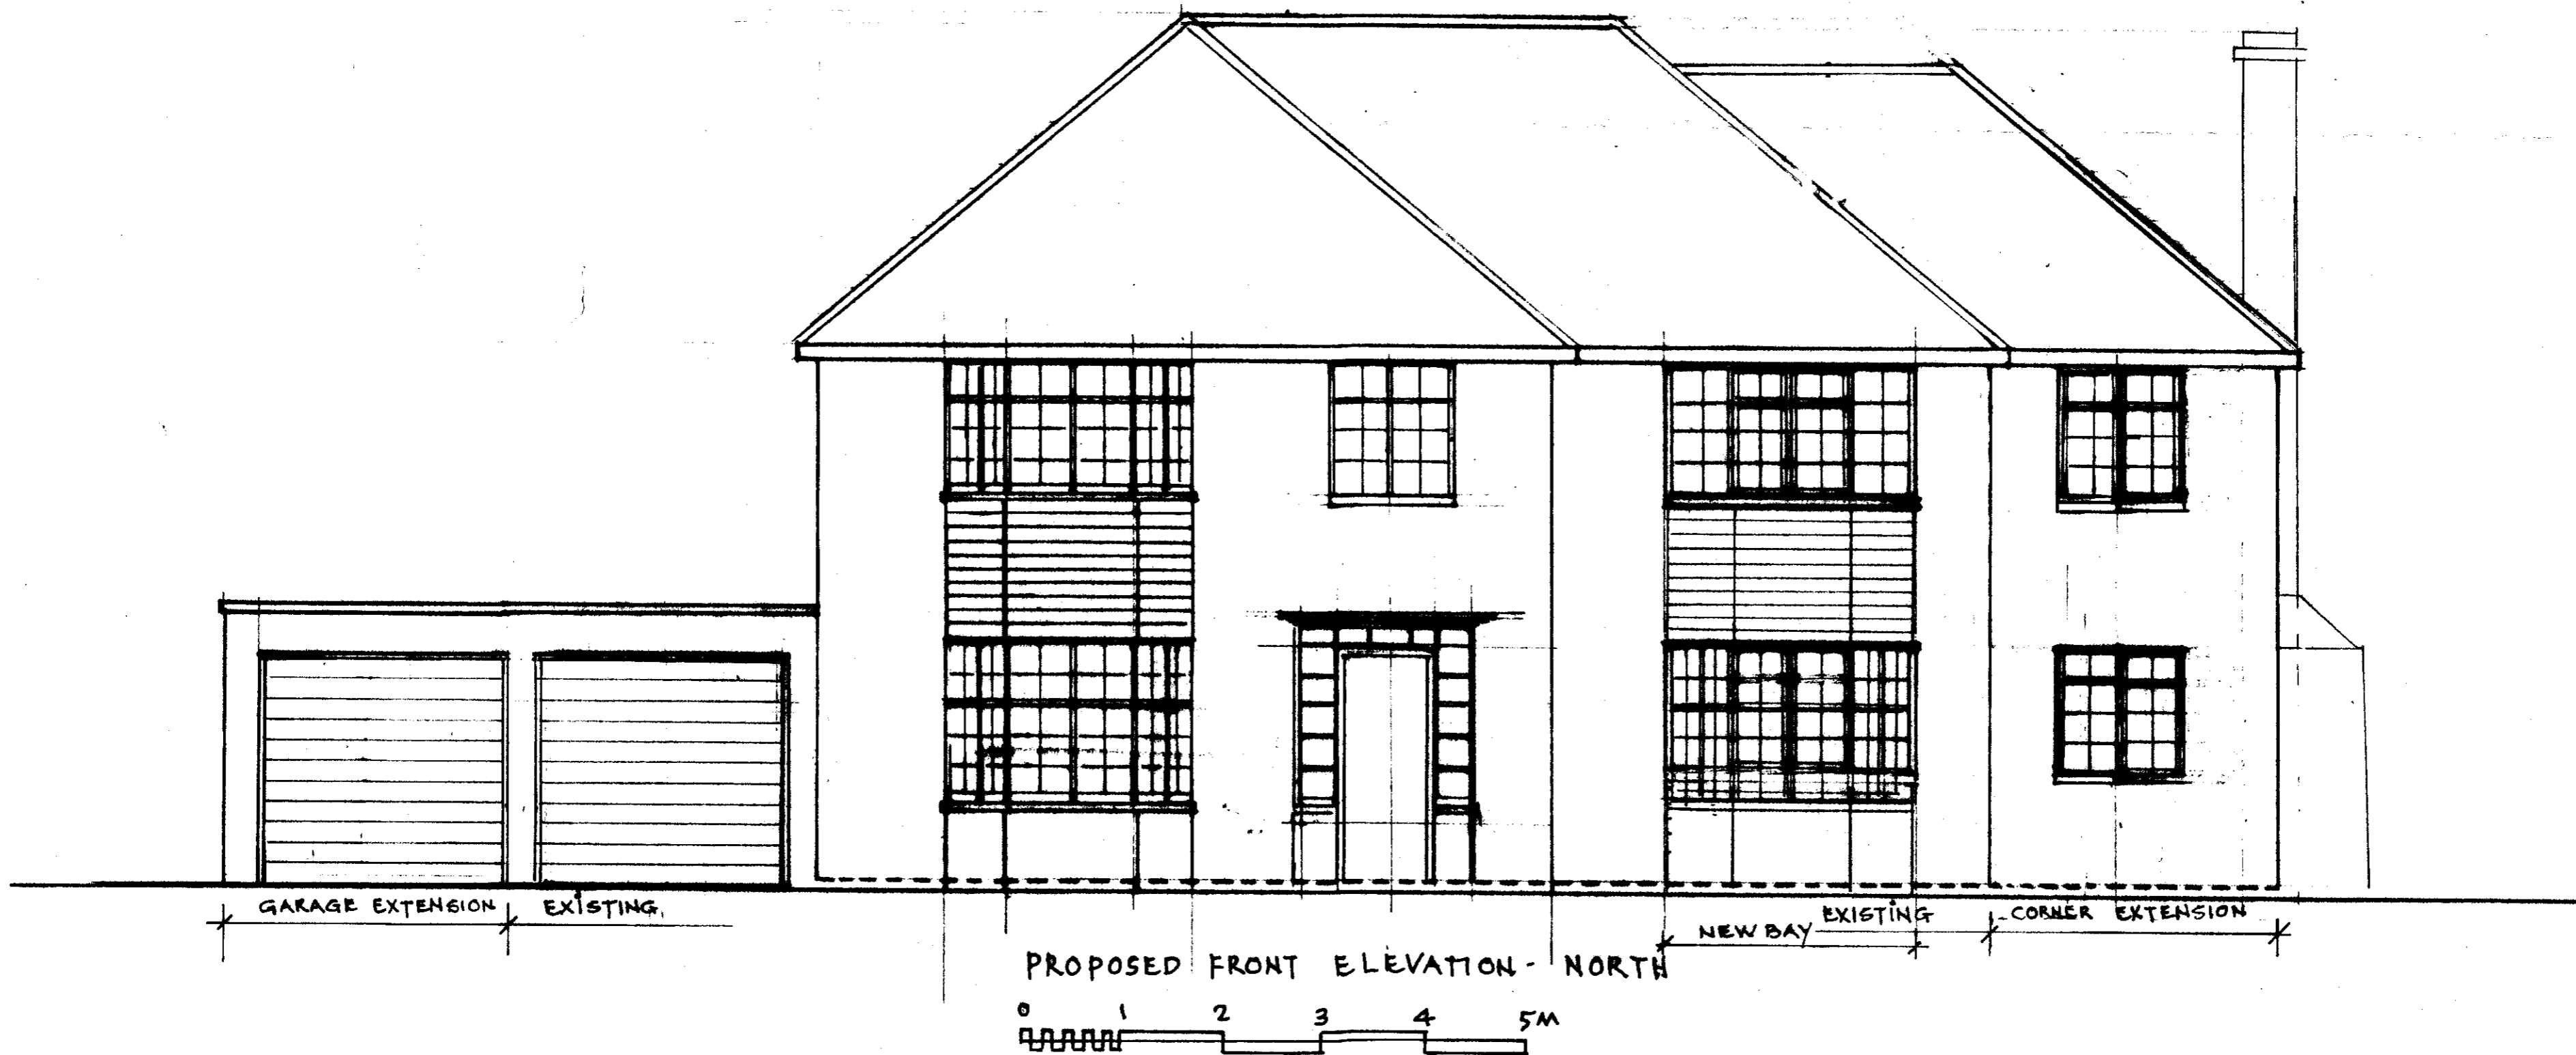 GARAGE EXTENSION EXISTING.
EXISTING CORNER EXTENSION
NEW BAY
PROPOSED FRONT ELEVATION - NORTH
0 1 2 3 4 5M